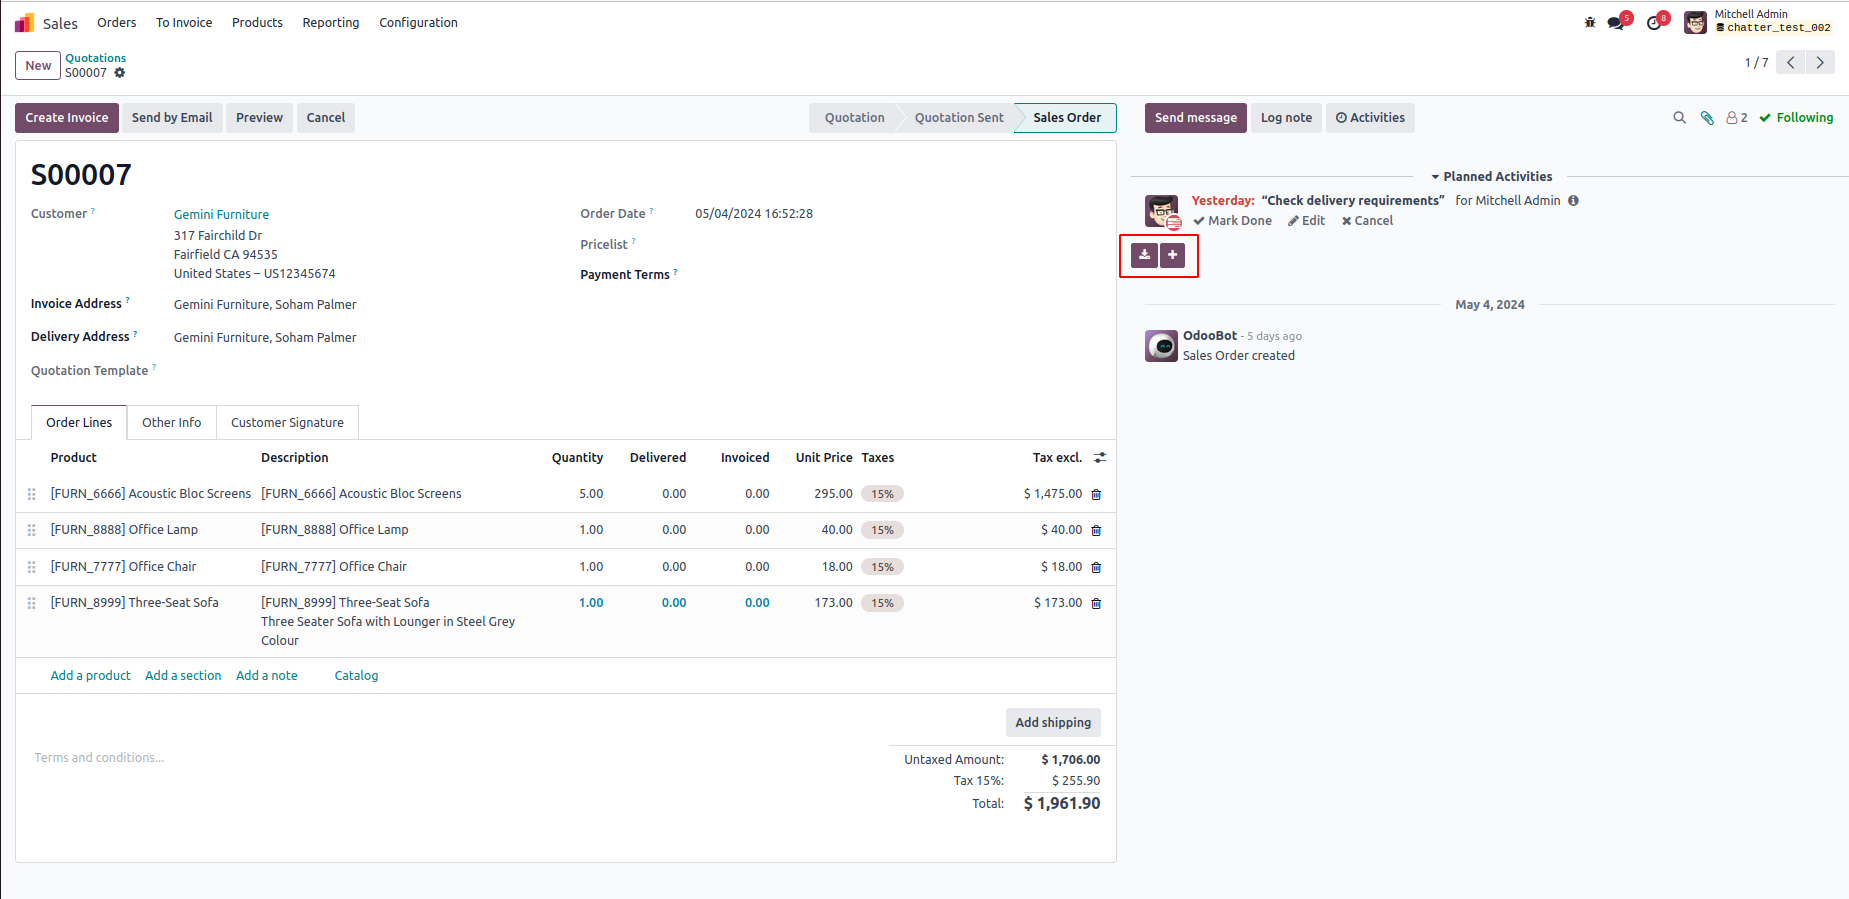 Sales Orders To Invoice Products Reporting Configuration
5 8 Mitchell Admin
chatter_test_002
New Quotations
S00007
1 / 7
Create Invoice Send by Email Preview Cancel
Quotation Quotation Sent Sales Order
Send message Log note Activities
2 Following
S00007
Customer ? Gemini Furniture
317 Fairchild Dr
Fairfield CA 94535
United States – US12345674
Invoice Address ? Gemini Furniture, Soham Palmer
Delivery Address ? Gemini Furniture, Soham Palmer
Quotation Template ?
Order Date ? 05/04/2024 16:52:28
Pricelist ?
Payment Terms ?
Order Lines Other Info Customer Signature
Product Description Quantity Delivered Invoiced Unit Price Taxes Tax excl.
[FURN_6666] Acoustic Bloc Screens [FURN_6666] Acoustic Bloc Screens 5.00 0.00 0.00 295.00 15% $ 1,475.00
[FURN_8888] Office Lamp [FURN_8888] Office Lamp 1.00 0.00 0.00 40.00 15% $ 40.00
[FURN_7777] Office Chair [FURN_7777] Office Chair 1.00 0.00 0.00 18.00 15% $ 18.00
[FURN_8999] Three-Seat Sofa [FURN_8999] Three-Seat Sofa 1.00 0.00 0.00 173.00 15% $ 173.00
Three Seater Sofa with Lounger in Steel Grey
Colour
Add a product Add a section Add a note Catalog
Add shipping
Terms and conditions...
Untaxed Amount: $ 1,706.00
Tax 15%: $ 255.90
Total: $ 1,961.90
Planned Activities
Yesterday: “Check delivery requirements” for Mitchell Admin
Mark Done Edit Cancel
May 4, 2024
OdooBot - 5 days ago
Sales Order created